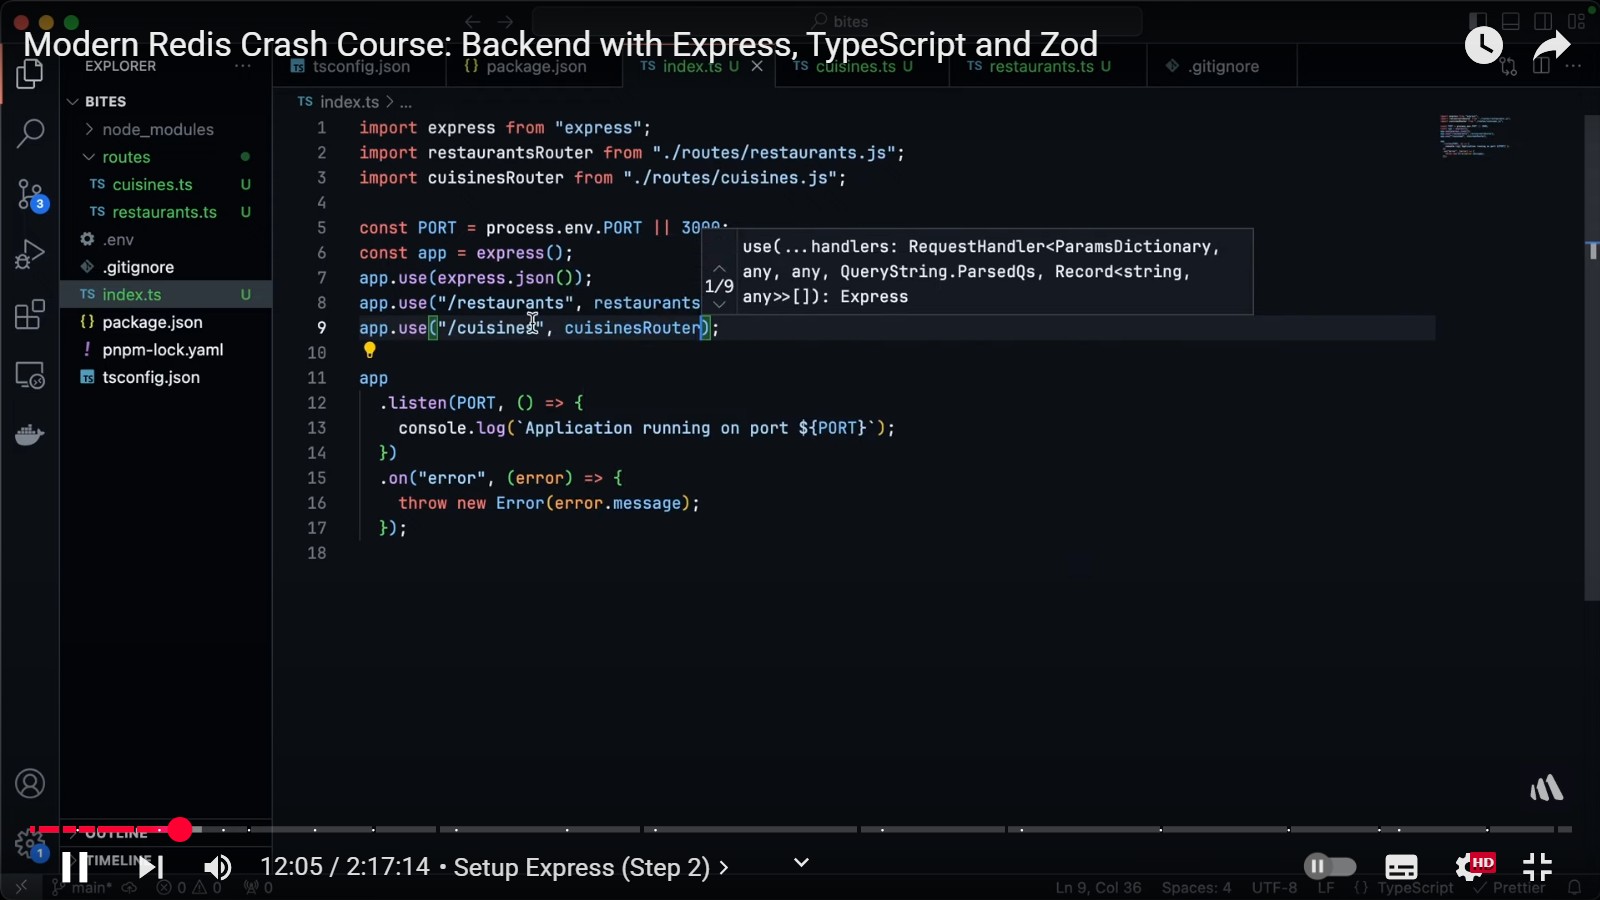 bites
Modern Redis Crash Course: Backend with Express, TypeScript and Zod
EXPLORER
tsconfig.json
{} package.json
TS index.ts U
TS cuisines.ts U
TS restaurants.ts U
.gitignore
BITES
node_modules
routes
TS cuisines.ts U
TS restaurants.ts U
.env
.gitignore
TS index.ts U
{} package.json
! pnpm-lock.yaml
TS tsconfig.json
3
TS index.ts > ...
1 import express from "express";
2 import restaurantsRouter from "./routes/restaurants.js";
3 import cuisinesRouter from "./routes/cuisines.js";
4
5 const PORT = process.env.PORT || 3000;
6 const app = express();
7 app.use(express.json());
8 app.use("/restaurants", restaurants
9 app.use("/cuisines", cuisinesRouter);
10
11 app
12 .listen(PORT, () => {
13 console.log(`Application running on port ${PORT}`);
14 })
15 .on("error", (error) => {
16 throw new Error(error.message);
17 });
18
1/9
use(...handlers: RequestHandler<ParamsDictionary,
any, any, QueryString.ParsedQs, Record<string,
any>>[]): Express
OUTLINE
1
TIMELINE
12:05 / 2:17:14 • Setup Express (Step 2) >
HD
main*
0
0
0
Ln 9, Col 36
Spaces: 4
UTF-8
LF
{} TypeScript
Prettier